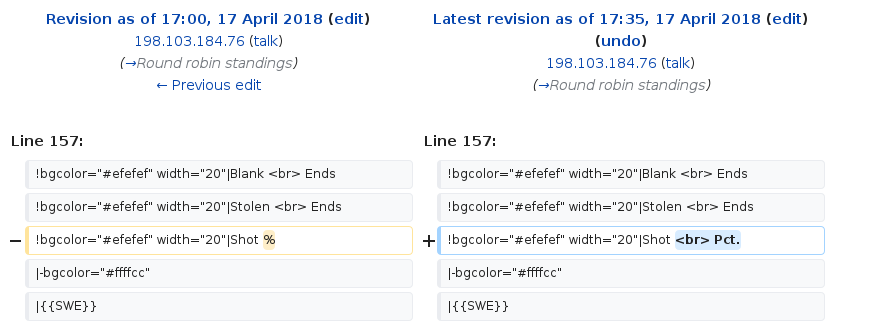 Revision as of 17:00, 17 April 2018 (edit)
198.103.184.76 (talk)
(→Round robin standings)
← Previous edit
Latest revision as of 17:35, 17 April 2018 (edit)
(undo)
198.103.184.76 (talk)
(→Round robin standings)
Line 157:
Line 157:
!bgcolor="#efefef" width="20"|Blank <br> Ends
!bgcolor="#efefef" width="20"|Blank <br> Ends
!bgcolor="#efefef" width="20"|Stolen <br> Ends
!bgcolor="#efefef" width="20"|Stolen <br> Ends
− !bgcolor="#efefef" width="20"|Shot %
+ !bgcolor="#efefef" width="20"|Shot <br> Pct.
|-bgcolor="#ffffcc"
|-bgcolor="#ffffcc"
|{{SWE}}
|{{SWE}}